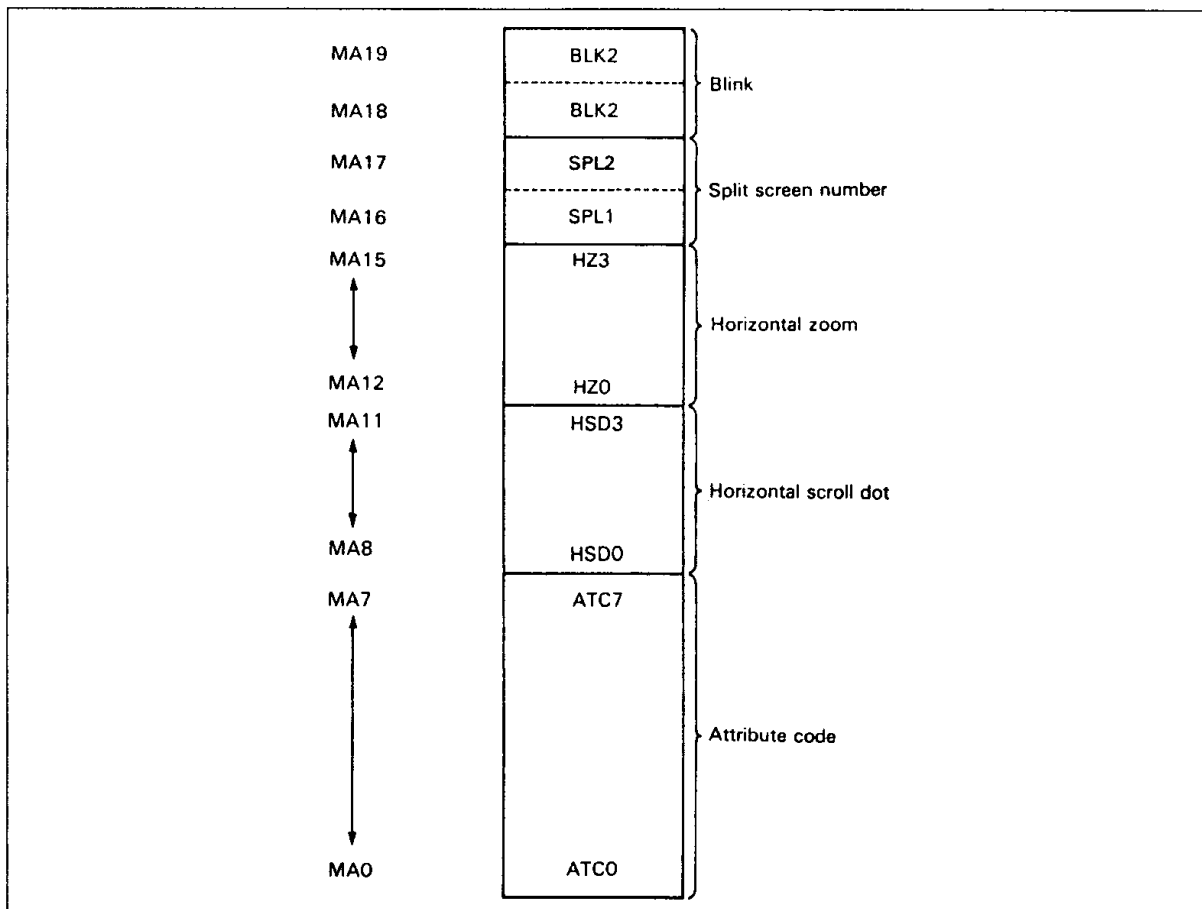 MA19 BLK2
Blink
MA18 BLK2
MA17 SPL2
Split screen number
MA16 SPL1
MA15 HZ3
Horizontal zoom
MA12 HZ0
MA11 HSD3
Horizontal scroll dot
MA8 HSD0
MA7 ATC7
Attribute code
MA0 ATC0